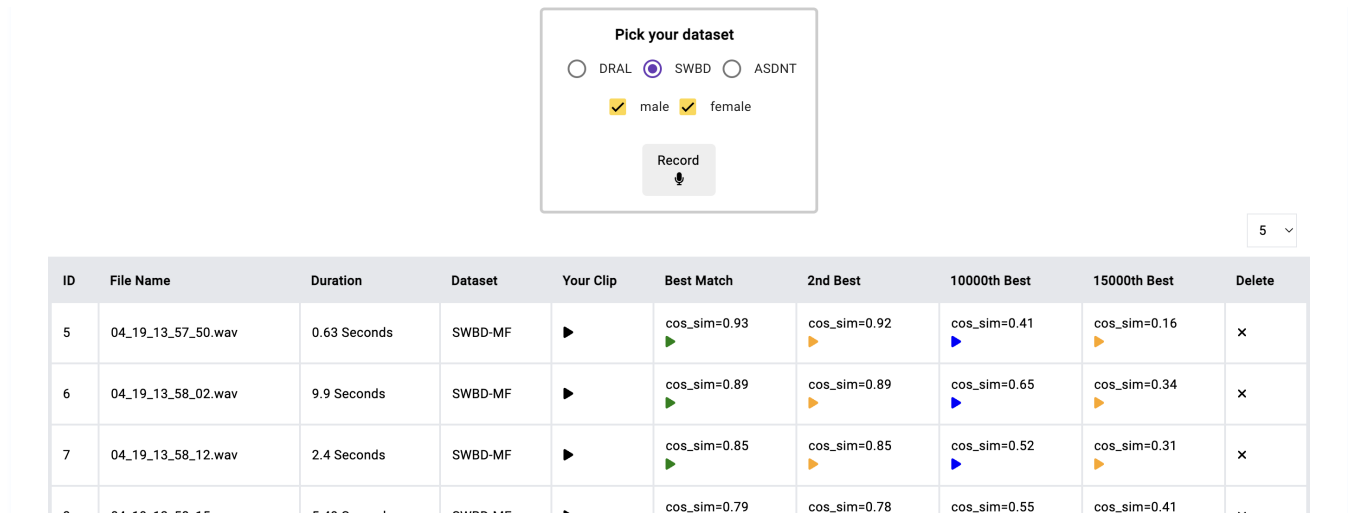 Pick your dataset
DRAL SWBD ASDNT
male female
Record
5
ID File Name Duration Dataset Your Clip Best Match 2nd Best 10000th Best 15000th Best Delete
5 04_19_13_57_50.wav 0.63 Seconds SWBD-MF cos_sim=0.93 cos_sim=0.92 cos_sim=0.41 cos_sim=0.16
6 04_19_13_58_02.wav 9.9 Seconds SWBD-MF cos_sim=0.89 cos_sim=0.89 cos_sim=0.65 cos_sim=0.34
7 04_19_13_58_12.wav 2.4 Seconds SWBD-MF cos_sim=0.85 cos_sim=0.85 cos_sim=0.52 cos_sim=0.31
cos_sim=0.79 cos_sim=0.78 cos_sim=0.55 cos_sim=0.41